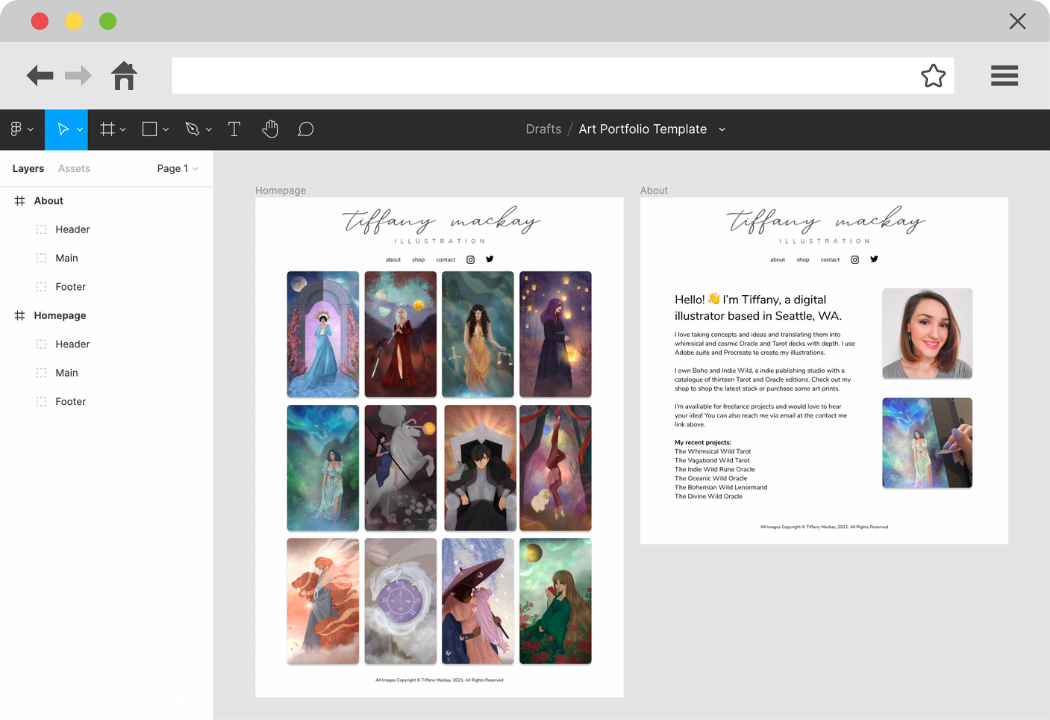 Drafts / Art Portfolio Template
Layers Assets Page 1
About
Header
Main
Footer
Homepage
Header
Main
Footer
Homepage
tiffany mackay
ILLUSTRATION
about shop contact
All Images Copyright © Tiffany Mackay, 2023. All Rights Reserved
About
tiffany mackay
ILLUSTRATION
about shop contact
Hello! 👋 I'm Tiffany, a digital
illustrator based in Seattle, WA.
I love taking concepts and ideas and translating them into
whimsical and cosmic Oracle and Tarot decks with depth. I use
Adobe suite and Procreate to create my illustrations.
I own Boho and Indie Wild, a indie publishing studio with a
catalogue of thirteen Tarot and Oracle editions. Check out my
shop to shop the latest stock or purchase some art prints.
I'm available for freelance projects and would love to hear
your idea! You can also reach me via email at the contact me
link above.
My recent projects:
The Whimsical Wild Tarot
The Vagabond Wild Tarot
The Indie Wild Rune Oracle
The Oceanic Wild Oracle
The Bohemian Wild Lenormand
The Divine Wild Oracle
All Images Copyright © Tiffany Mackay, 2023. All Rights Reserved